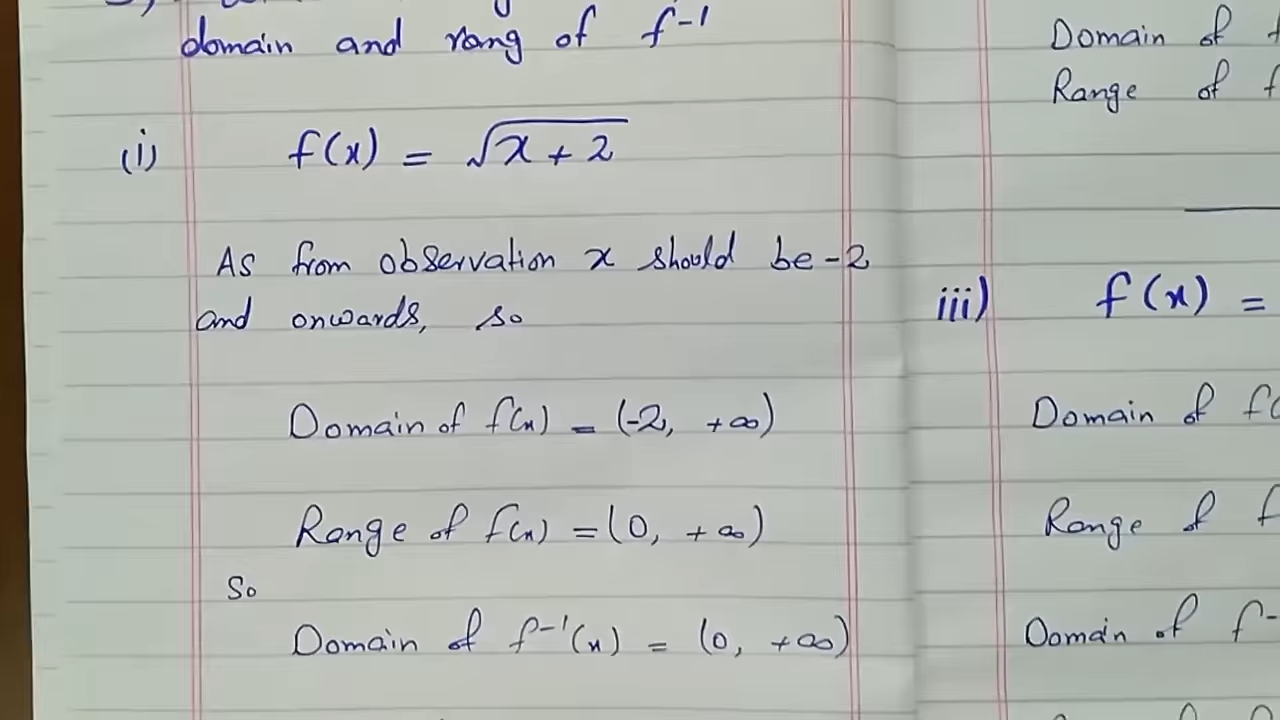 domain and rang of f⁻¹
(i) f(x) = √x + 2
As from observation x should be -2
and onwards, so
Domain of f(x) = (-2, +∞)
Range of f(x) = (0, +∞)
So
Domain of f⁻¹(x) = (0, +∞)
Domain of f
Range of f
iii) f(x) =
Domain of f(
Range of f
Domain of f⁻